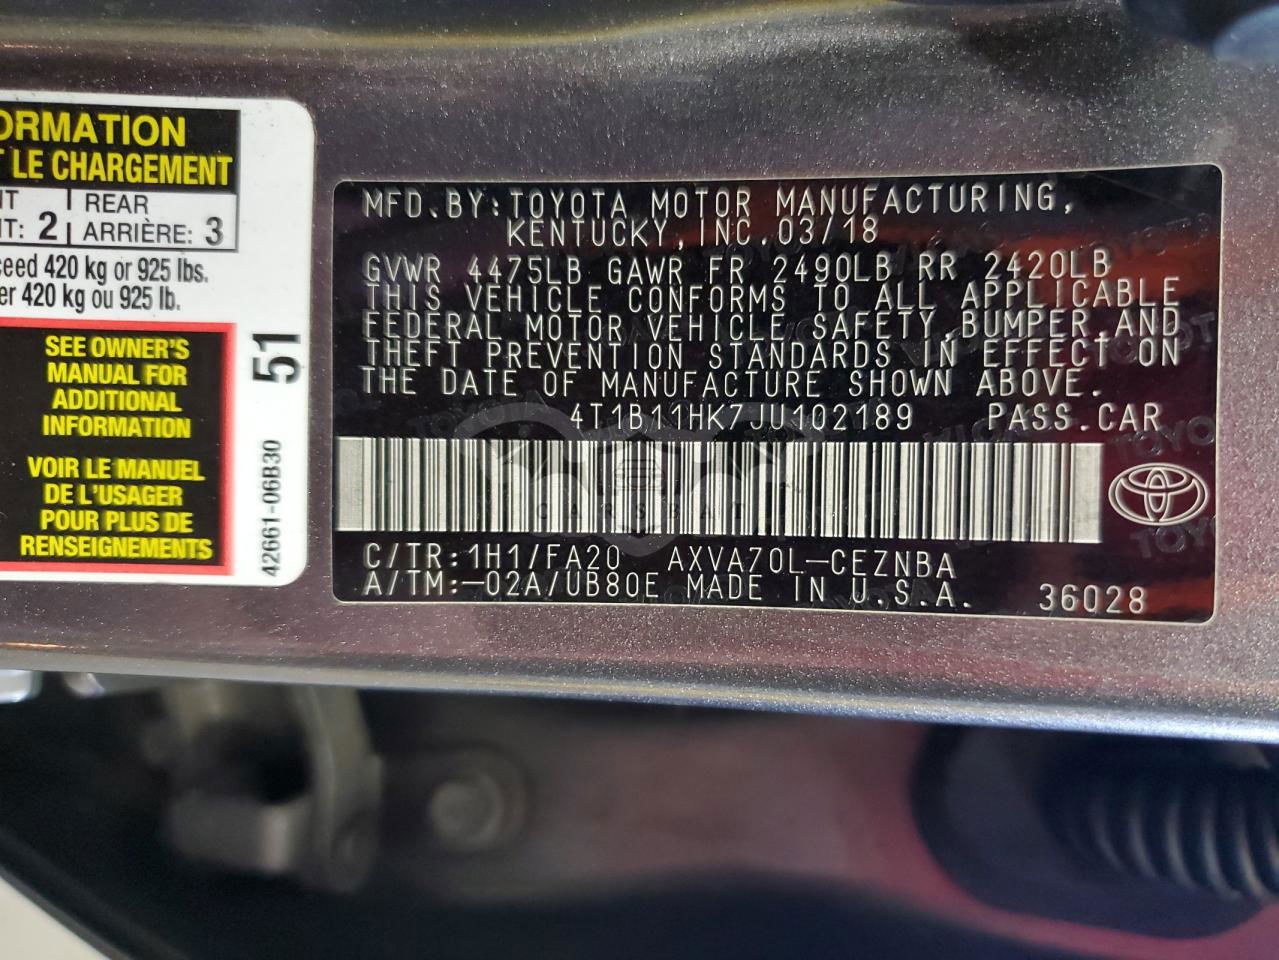 ORMATION
T LE CHARGEMENT
NT REAR
NT: 2 ARRIÈRE: 3
ceed 420 kg or 925 lbs.
er 420 kg ou 925 lb.
SEE OWNER'S
MANUAL FOR
ADDITIONAL
INFORMATION
VOIR LE MANUEL
DE L'USAGER
POUR PLUS DE
RENSEIGNEMENTS
51
42661-06B30
MFD.BY:TOYOTA MOTOR MANUFACTURING,
KENTUCKY,INC.03/18
GVWR 4475LB GAWR FR 2490LB RR 2420LB
THIS VEHICLE CONFORMS TO ALL APPLICABLE
FEDERAL MOTOR VEHICLE SAFETY,BUMPER,AND
THEFT PREVENTION STANDARDS IN EFFECT ON
THE DATE OF MANUFACTURE SHOWN ABOVE.
4T1B11HK7JU102189 PASS.CAR
CARSBAT
C/TR:1H1/FA20 AXVA70L-CEZNBA
A/TM:-02A/UB80E MADE IN U.S.A. 36028